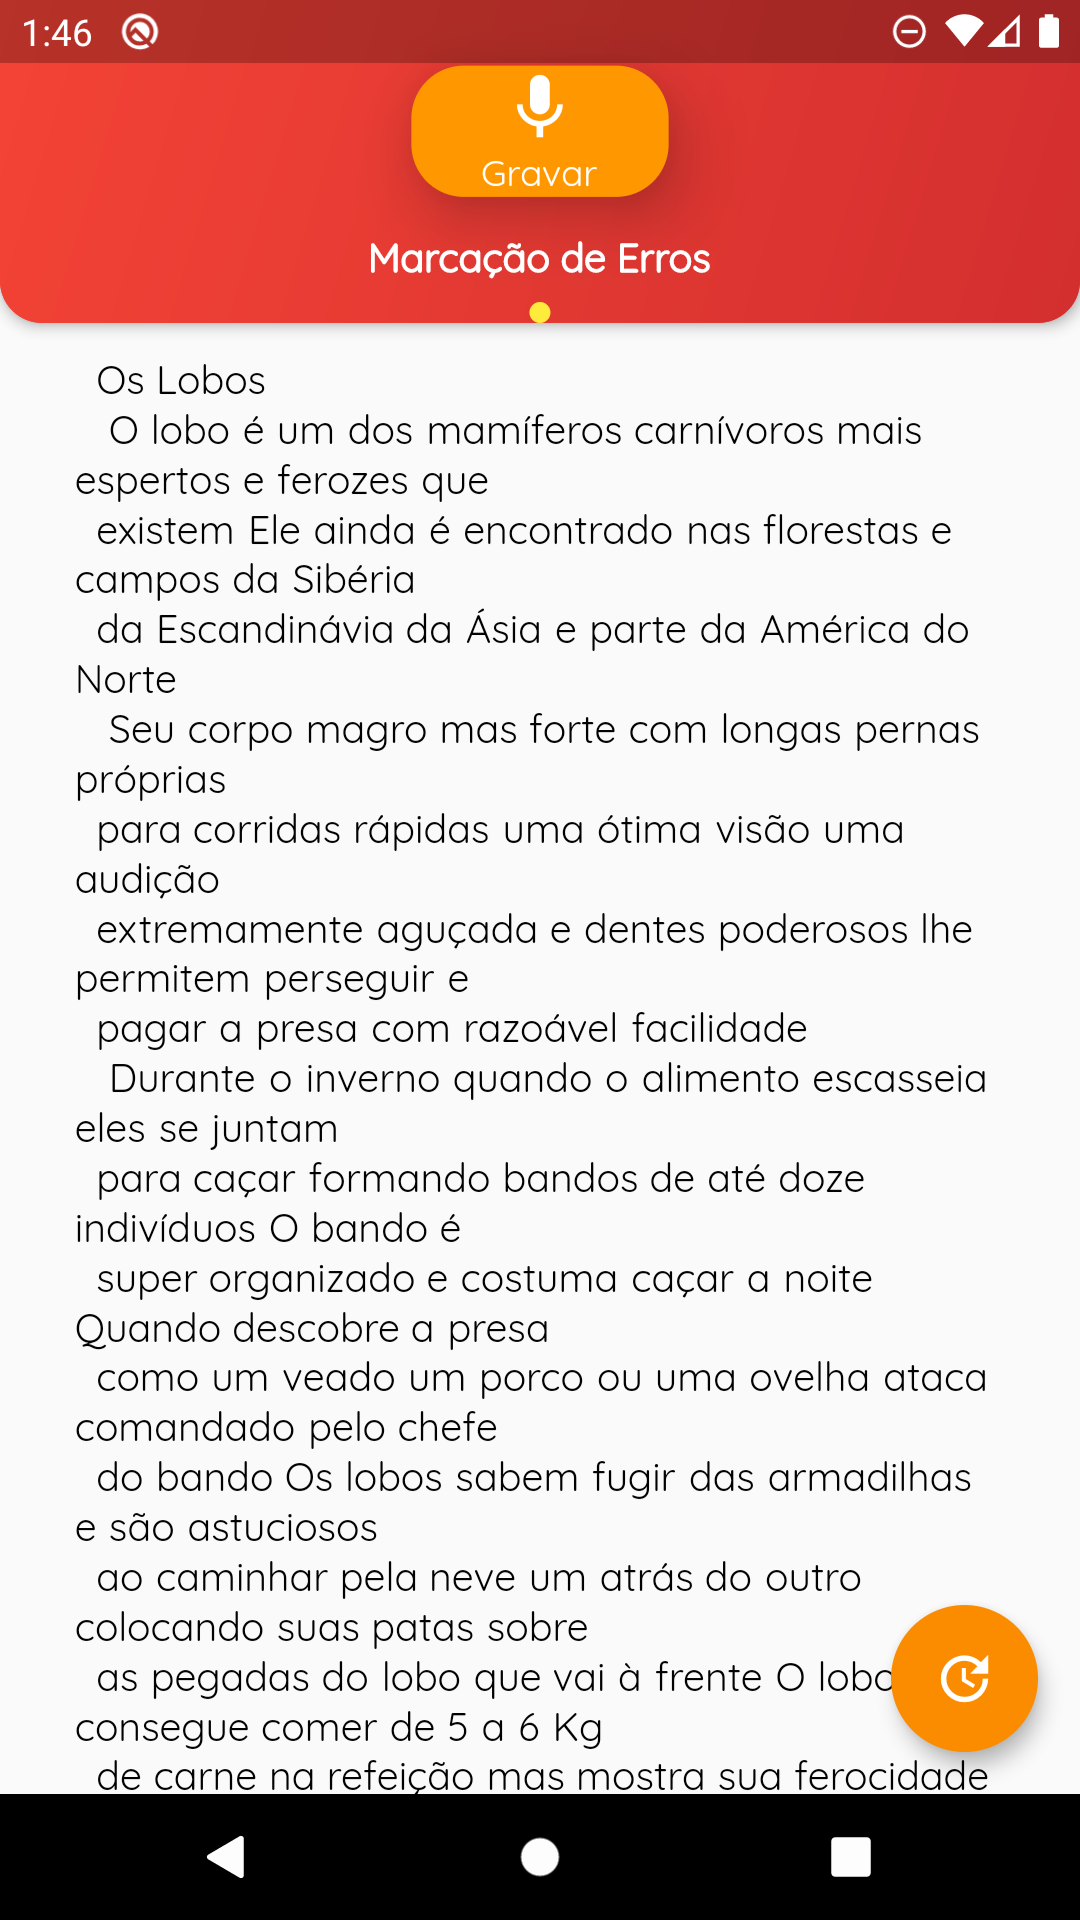 1:46
Gravar
Marcação de Erros
Os Lobos
O lobo é um dos mamíferos carnívoros mais
espertos e ferozes que
existem Ele ainda é encontrado nas florestas e
campos da Sibéria
da Escandinávia da Ásia e parte da América do
Norte
Seu corpo magro mas forte com longas pernas
próprias
para corridas rápidas uma ótima visão uma
audição
extremamente aguçada e dentes poderosos lhe
permitem perseguir e
pagar a presa com razoável facilidade
Durante o inverno quando o alimento escasseia
eles se juntam
para caçar formando bandos de até doze
indivíduos O bando é
super organizado e costuma caçar a noite
Quando descobre a presa
como um veado um porco ou uma ovelha ataca
comandado pelo chefe
do bando Os lobos sabem fugir das armadilhas
e são astuciosos
ao caminhar pela neve um atrás do outro
colocando suas patas sobre
as pegadas do lobo que vai à frente O lobo
consegue comer de 5 a 6 Kg
de carne na refeição mas mostra sua ferocidade